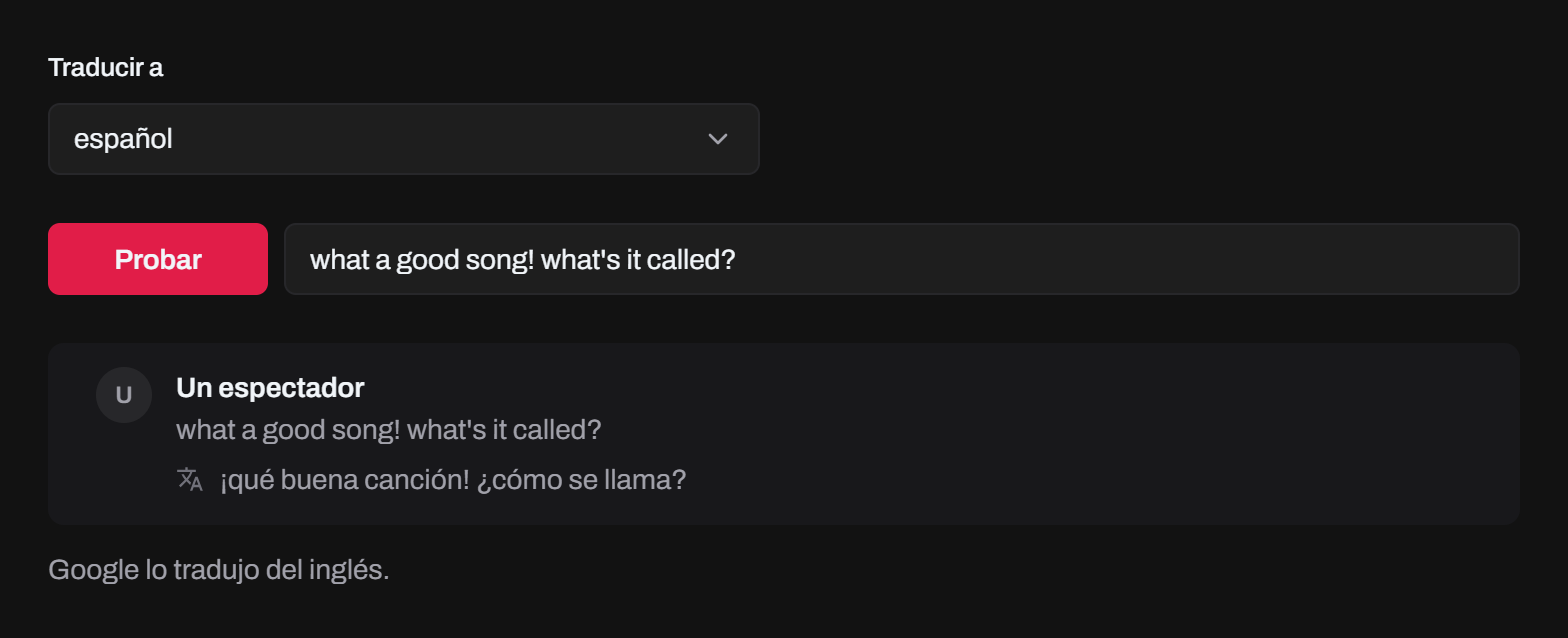 Traducir a
español
Probar
what a good song! what's it called?
U
Un espectador
what a good song! what's it called?
¡qué buena canción! ¿cómo se llama?
Google lo tradujo del inglés.